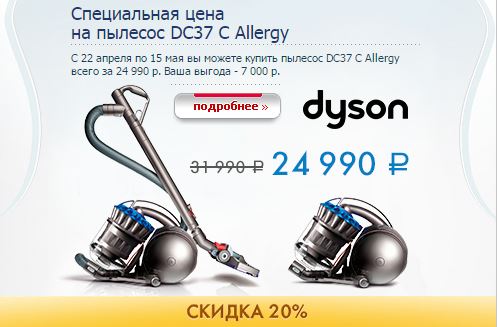 Специальная цена
на пылесос DC37 C Allergy
С 22 апреля по 15 мая вы можете купить пылесос DC37 C Allergy
всего за 24 990 р. Ваша выгода - 7 000 р.
подробнее »
dyson
31 990 ₽ 24 990 ₽
СКИДКА 20%